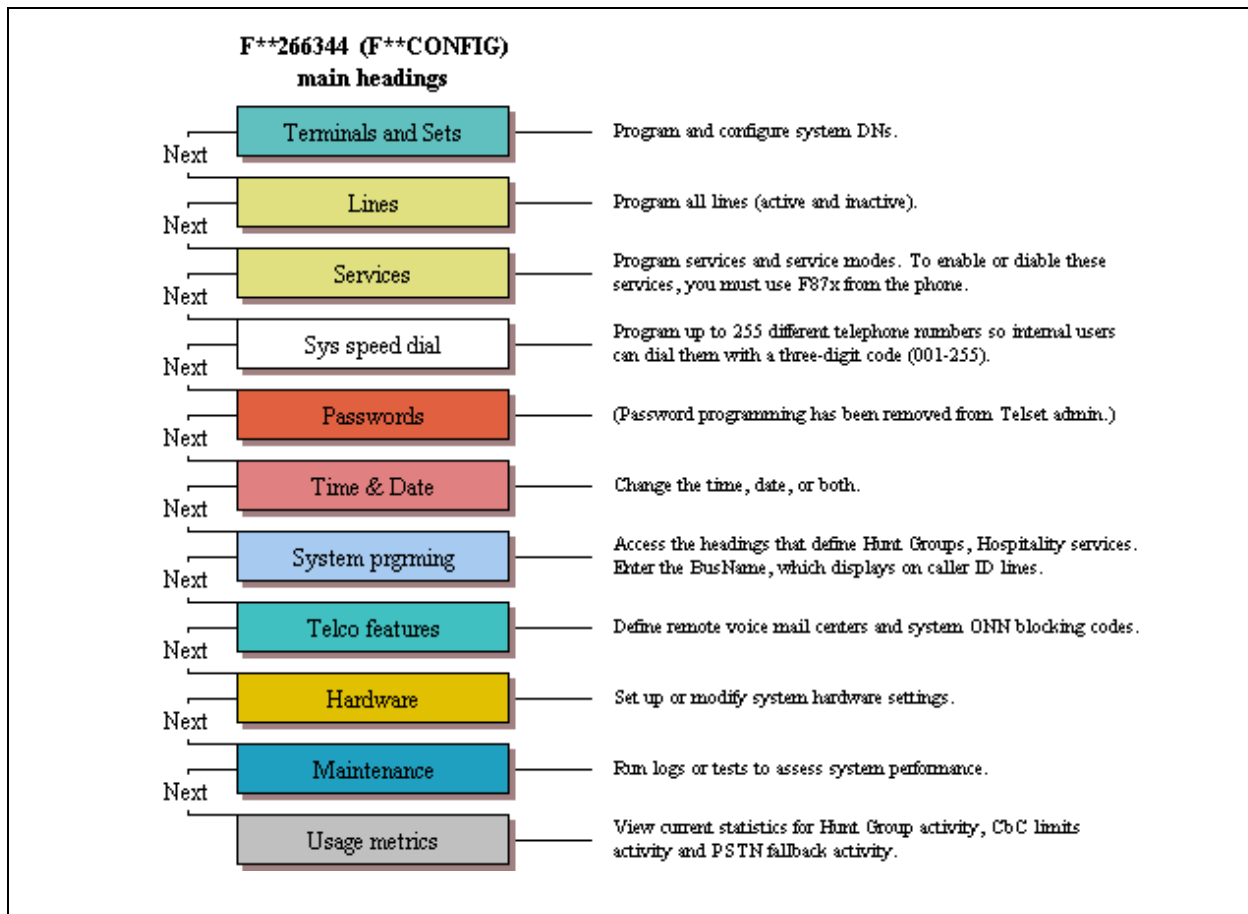 F**266344 (F**CONFIG)
main headings
Terminals and Sets
Program and configure system DNs.
Next
Lines
Program all lines (active and inactive).
Next
Services
Program services and service modes. To enable or diable these
services, you must use F87x from the phone.
Next
Sys speed dial
Program up to 255 different telephone numbers so internal users
can dial them with a three-digit code (001-255).
Next
Passwords
(Password programming has been removed from Telset admin.)
Next
Time & Date
Change the time, date, or both.
Next
System prgrming
Access the headings that define Hunt Groups, Hospitality services.
Enter the BusName, which displays on caller ID lines.
Next
Telco features
Define remote voice mail centers and system ONN blocking codes.
Next
Hardware
Set up or modify system hardware settings.
Next
Maintenance
Run logs or tests to assess system performance.
Next
Usage metrics
View current statistics for Hunt Group activity, CbC limits
activity and PSTN fallback activity.